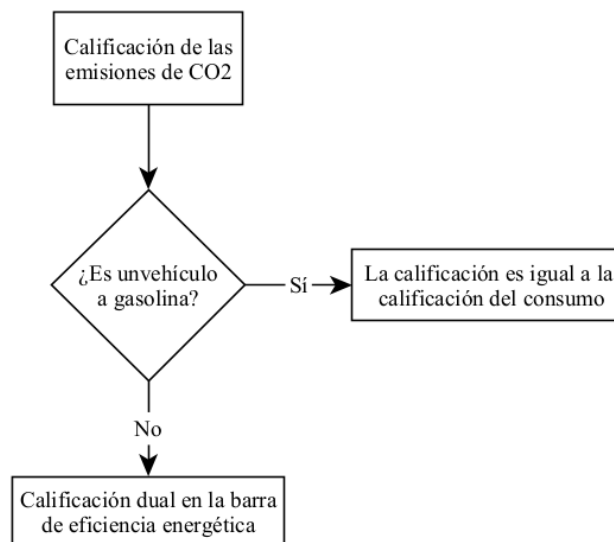 Calificación de las
emisiones de CO2
¿Es unvehículo
a gasolina?
Sí
La calificación es igual a la
calificación del consumo
No
Calificación dual en la barra
de eficiencia energética